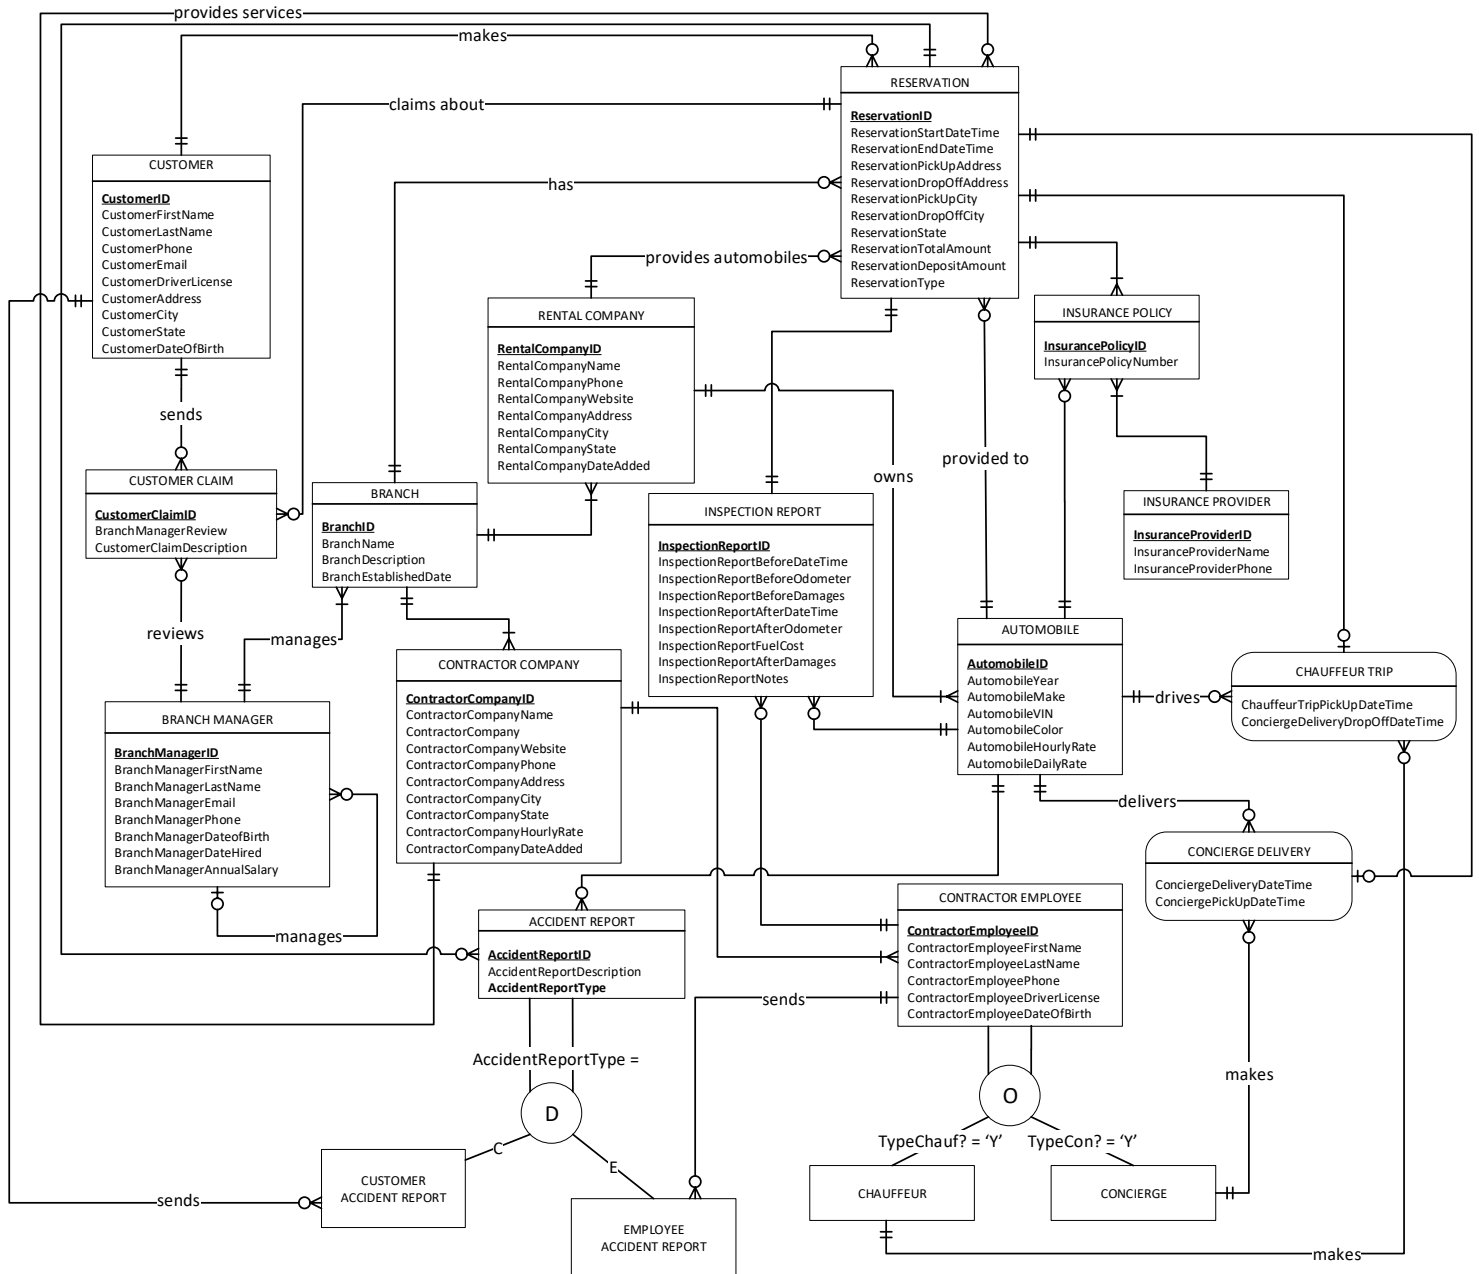 provides services
makes
claims about
has
provides automobiles
RESERVATION
ReservationID
ReservationStartDateTime
ReservationEndDateTime
ReservationPickUpAddress
ReservationDropOffAddress
ReservationPickUpCity
ReservationDropOffCity
ReservationState
ReservationTotalAmount
ReservationDepositAmount
ReservationType
CUSTOMER
CustomerID
CustomerFirstName
CustomerLastName
CustomerPhone
CustomerEmail
CustomerDriverLicense
CustomerAddress
CustomerCity
CustomerState
CustomerDateOfBirth
sends
RENTAL COMPANY
RentalCompanyID
RentalCompanyName
RentalCompanyPhone
RentalCompanyWebsite
RentalCompanyAddress
RentalCompanyCity
RentalCompanyState
RentalCompanyDateAdded
INSURANCE POLICY
InsurancePolicyID
InsurancePolicyNumber
owns
provided to
CUSTOMER CLAIM
CustomerClaimID
BranchManagerReview
CustomerClaimDescription
BRANCH
BranchID
BranchName
BranchDescription
BranchEstablishedDate
INSPECTION REPORT
InspectionReportID
InspectionReportBeforeDateTime
InspectionReportBeforeOdometer
InspectionReportBeforeDamages
InspectionReportAfterDateTime
InspectionReportAfterOdometer
InspectionReportFuelCost
InspectionReportAfterDamages
InspectionReportNotes
INSURANCE PROVIDER
InsuranceProviderID
InsuranceProviderName
InsuranceProviderPhone
reviews
manages
CONTRACTOR COMPANY
ContractorCompanyID
ContractorCompanyName
ContractorCompany
ContractorCompanyWebsite
ContractorCompanyPhone
ContractorCompanyAddress
ContractorCompanyCity
ContractorCompanyState
ContractorCompanyHourlyRate
ContractorCompanyDateAdded
AUTOMOBILE
AutomobileID
AutomobileYear
AutomobileMake
AutomobileVIN
AutomobileColor
AutomobileHourlyRate
AutomobileDailyRate
drives
CHAUFFEUR TRIP
ChaufferTripPickUpDateTime
ConciergeDeliveryDropOffDateTime
BRANCH MANAGER
BranchManagerID
BranchManagerFirstName
BranchManagerLastName
BranchManagerEmail
BranchManagerPhone
BranchManagerDateofBirth
BranchManagerDateHired
BranchManagerAnnualSalary
manages
delivers
CONCIERGE DELIVERY
ConciergeDeliveryDateTime
ConciergePickUpDateTime
ACCIDENT REPORT
AccidentReportID
AccidentReportDescription
AccidentReportType
CONTRACTOR EMPLOYEE
ContractorEmployeeID
ContractorEmployeeFirstName
ContractorEmployeeLastName
ContractorEmployeePhone
ContractorEmployeeDriverLicense
ContractorEmployeeDateOfBirth
sends
AccidentReportType =
D
C
E
O
TypeChauf? = ‘Y’
TypeCon? = ‘Y’
makes
CUSTOMER
ACCIDENT REPORT
sends
EMPLOYEE
ACCIDENT REPORT
CHAUFFEUR
CONCIERGE
makes